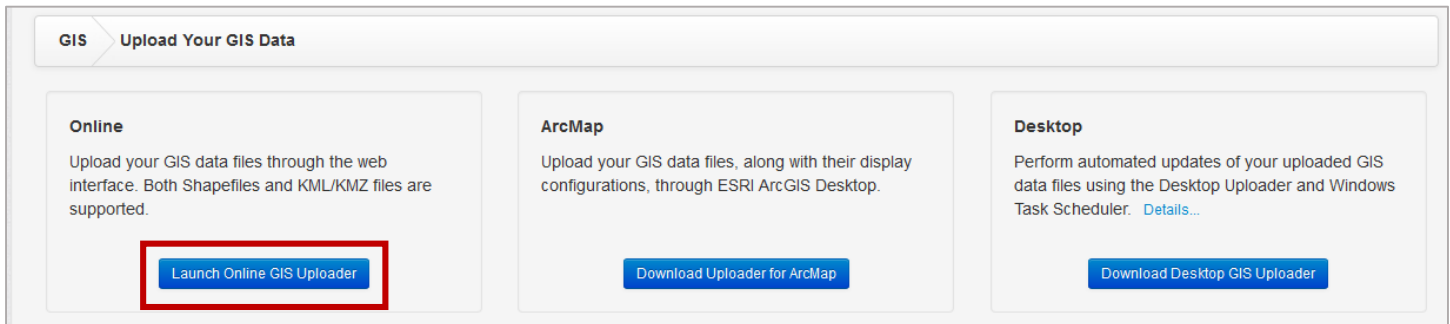 GIS Upload Your GIS Data
Online
Upload your GIS data files through the web
interface. Both Shapefiles and KML/KMZ files are
supported.
Launch Online GIS Uploader
ArcMap
Upload your GIS data files, along with their display
configurations, through ESRI ArcGIS Desktop.
Download Uploader for ArcMap
Desktop
Perform automated updates of your uploaded GIS
data files using the Desktop Uploader and Windows
Task Scheduler. Details...
Download Desktop GIS Uploader